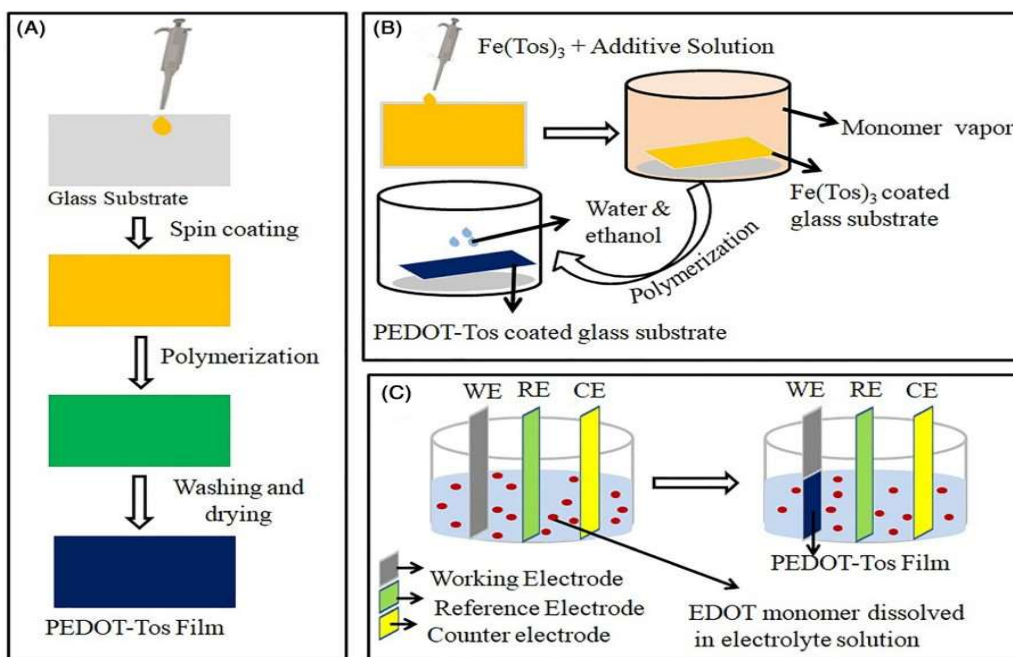 (A)
Glass Substrate
Spin coating
Polymerization
Washing and
drying
PEDOT-Tos Film
(B)
Fe(Tos)₃ + Additive Solution
Monomer vapor
Fe(Tos)₃ coated
glass substrate
Water &
ethanol
Polymerization
PEDOT-Tos coated glass substrate
(C)
WE RE CE
WE RE CE
PEDOT-Tos Film
Working Electrode
Reference Electrode
Counter electrode
EDOT monomer dissolved
in electrolyte solution